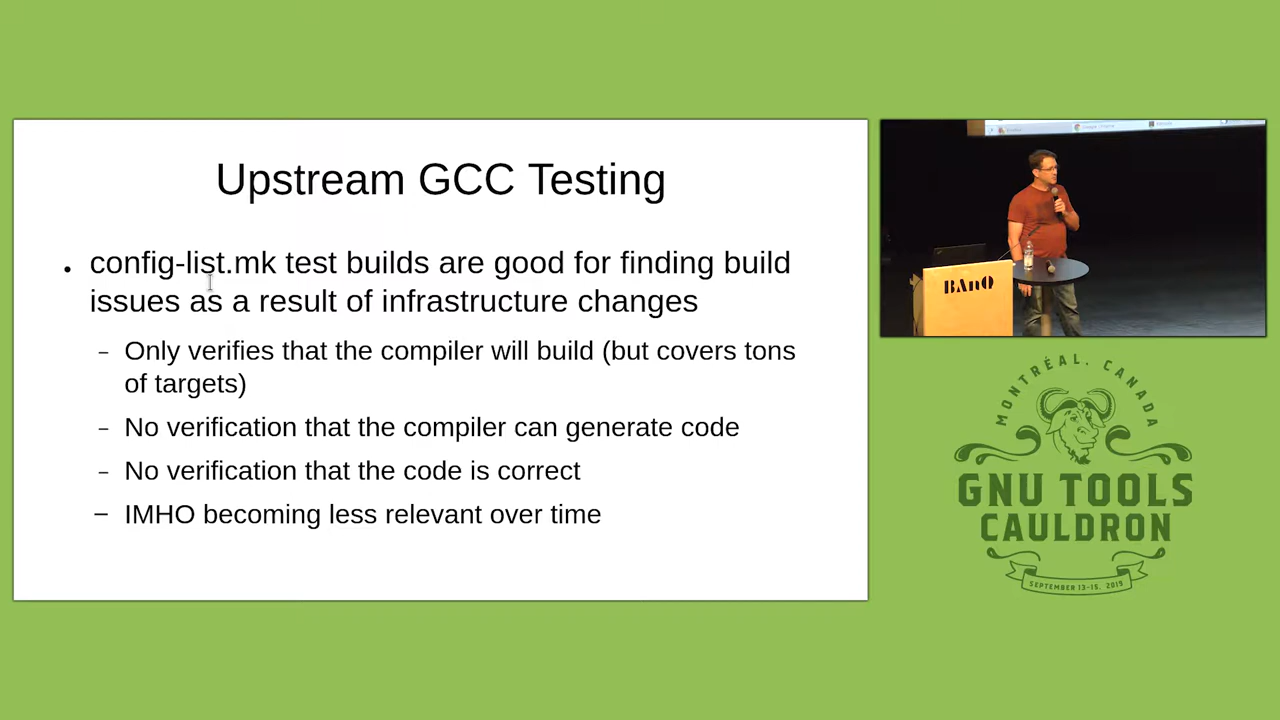 Upstream GCC Testing
• config-list.mk test builds are good for finding build
issues as a result of infrastructure changes
– Only verifies that the compiler will build (but covers tons
of targets)
– No verification that the compiler can generate code
– No verification that the code is correct
– IMHO becoming less relevant over time
BAnQ
MONTRÉAL, CANADA
GNU TOOLS
CAULDRON
SEPTEMBER 13-15, 2019